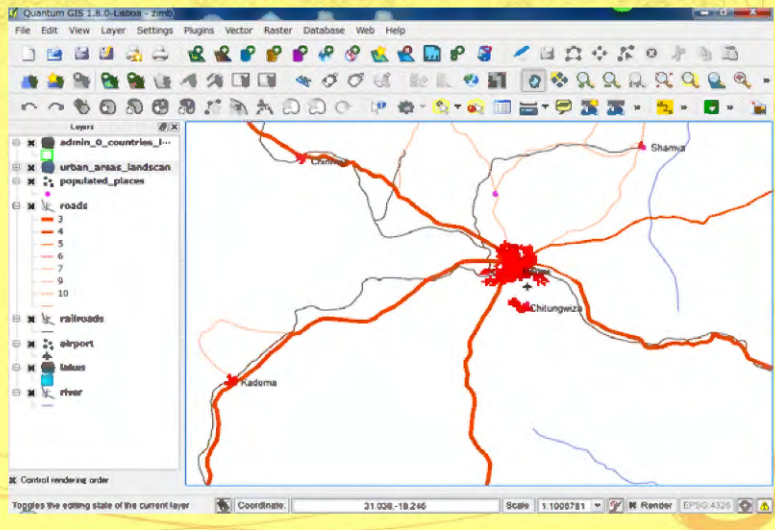 Quantum GIS 1.8.0-Lisboa - zimb
File Edit View Layer Settings Plugins Vector Raster Database Web Help
Layers
admin_0_countries_l...
urban_areas_landscan
populated_places
roads
3
4
5
6
7
9
10
railroads
airport
lakes
river
Control rendering order
Shamva
Chitungwiza
Kadoma
Toggles the editing state of the current layer
Coordinate:
31.038,-18.246
Scale
1:1008781
Render
EPSG:4326